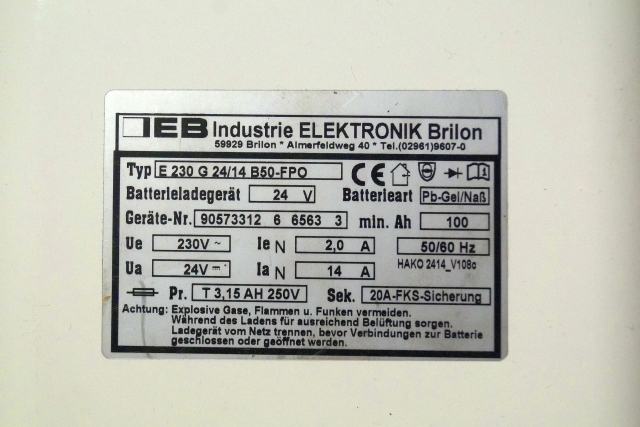 IEB Industrie ELEKTRONIK Brilon
59929 Brilon * Almerfeldweg 40 * Tel.(02961)9607-0
Typ E 230 G 24/14 B50-FPO CE
Batterieladegerät 24 V Batterieart Pb-Gel/Naß
Geräte-Nr. 90573312 6 6563 3 min. Ah 100
Ue 230V ~ Ie N 2,0 A 50/60 Hz
Ua 24V Ia N 14 A HAKO 2414_V108c
Pr. T 3,15 AH 250V Sek. 20A-FKS-Sicherung
Achtung: Explosive Gase, Flammen u. Funken vermeiden.
Während des Ladens für ausreichend Belüftung sorgen.
Ladegerät vom Netz trennen, bevor Verbindungen zur Batterie
geschlossen oder geöffnet werden.